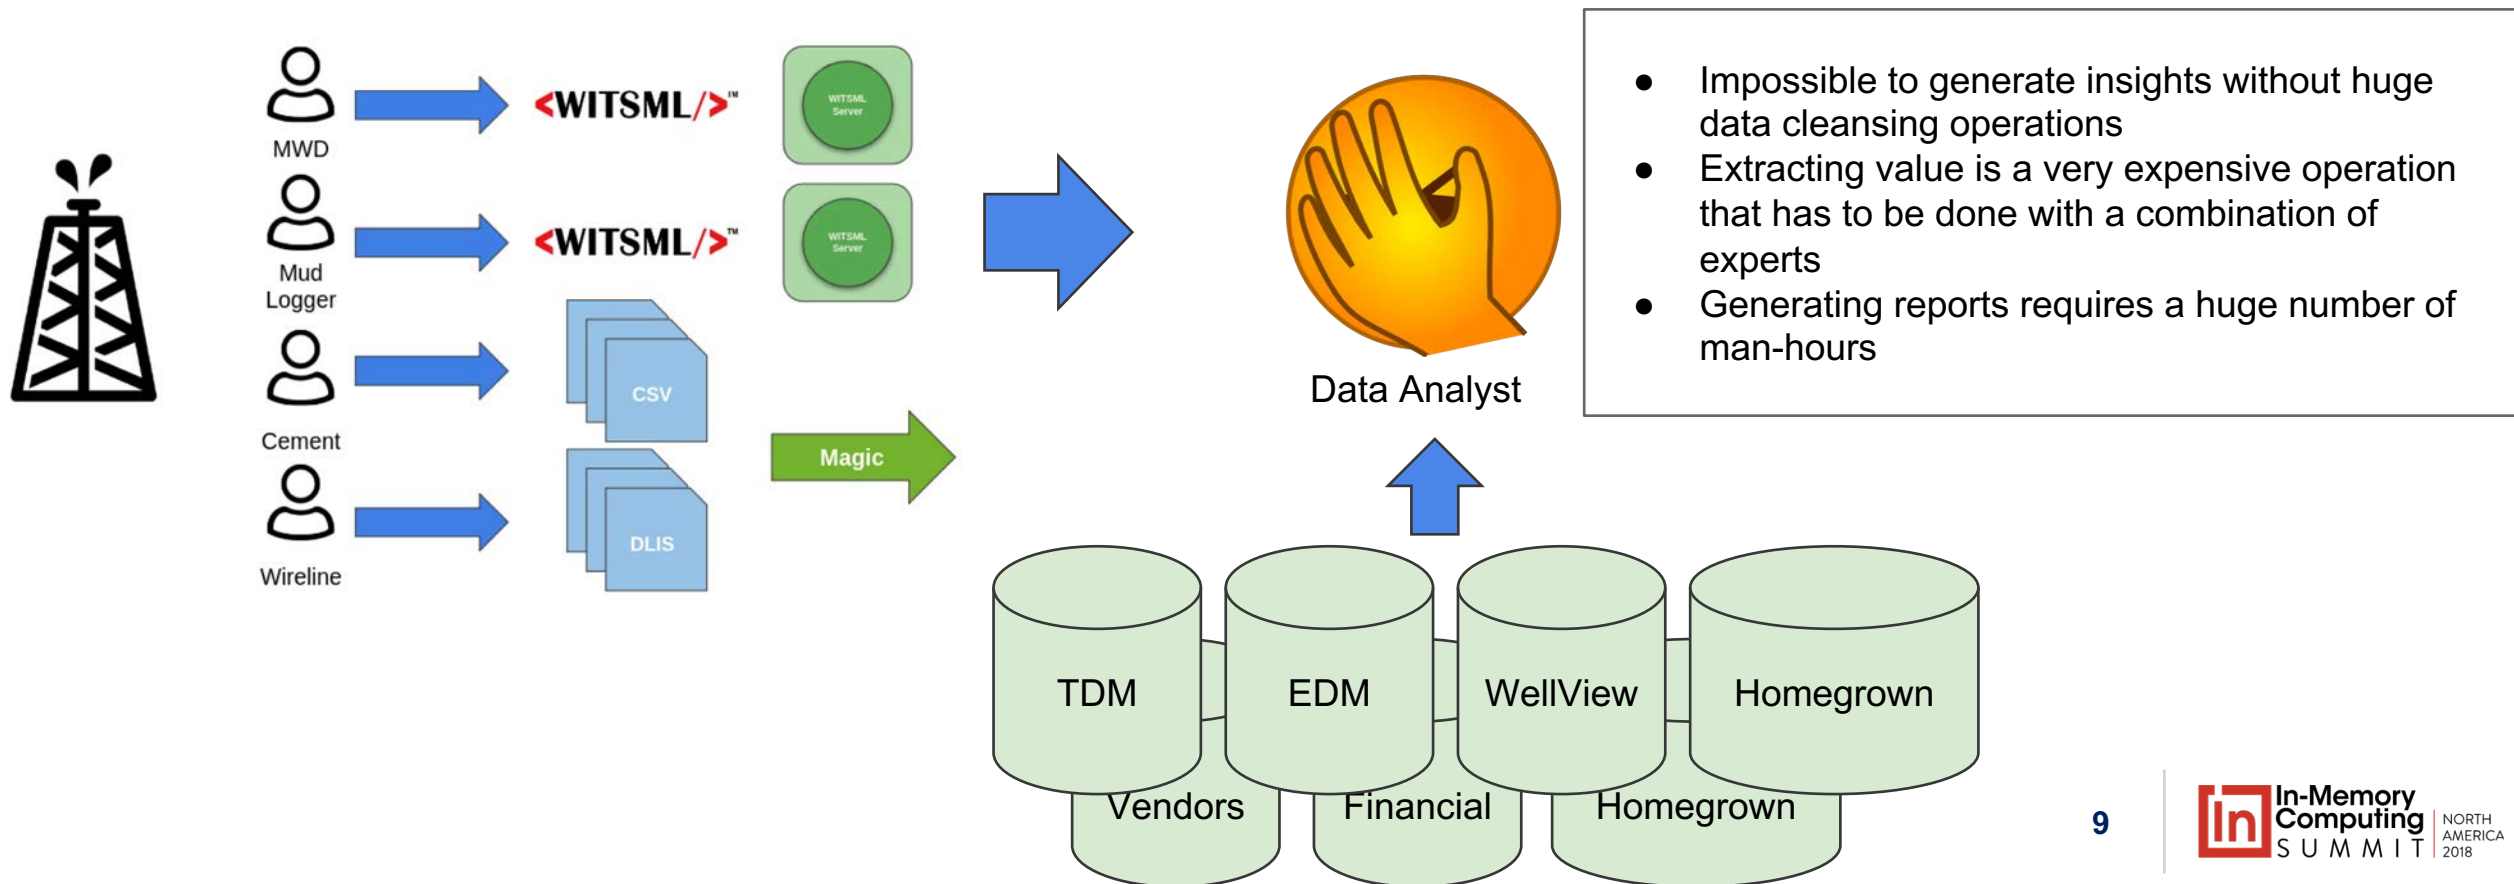 MWD
<WITSML/>™
WITSML
Server
Mud
Logger
<WITSML/>™
WITSML
Server
Cement
CSV
Wireline
DLIS
Magic
Data Analyst
● Impossible to generate insights without huge
data cleansing operations
● Extracting value is a very expensive operation
that has to be done with a combination of
experts
● Generating reports requires a huge number of
man-hours
TDM
EDM
WellView
Homegrown
Vendors
Financial
Homegrown
9
in
In-Memory
Computing
SUMMIT
NORTH
AMERICA
2018